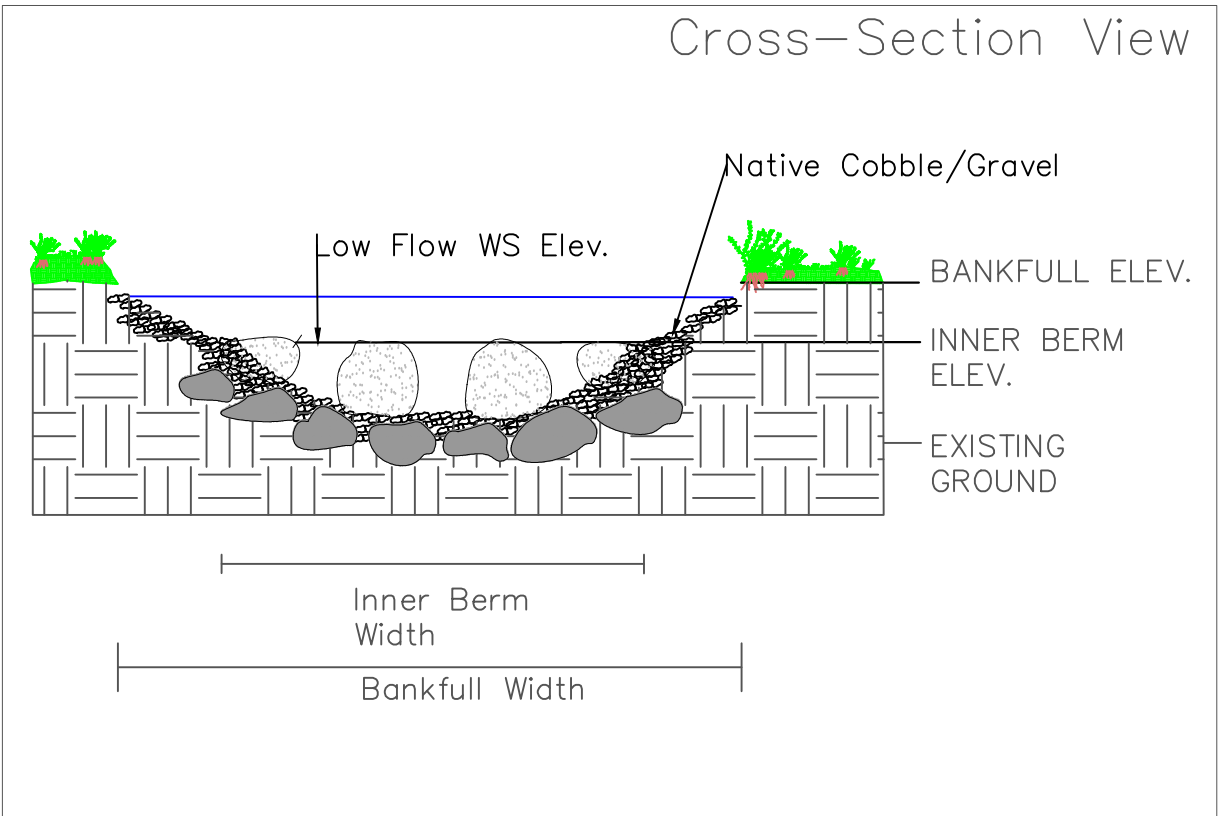 Cross-Section View
Native Cobble/Gravel
Low Flow WS Elev.
BANKFULL ELEV.
INNER BERM
ELEV.
EXISTING
GROUND
Inner Berm
Width
Bankfull Width